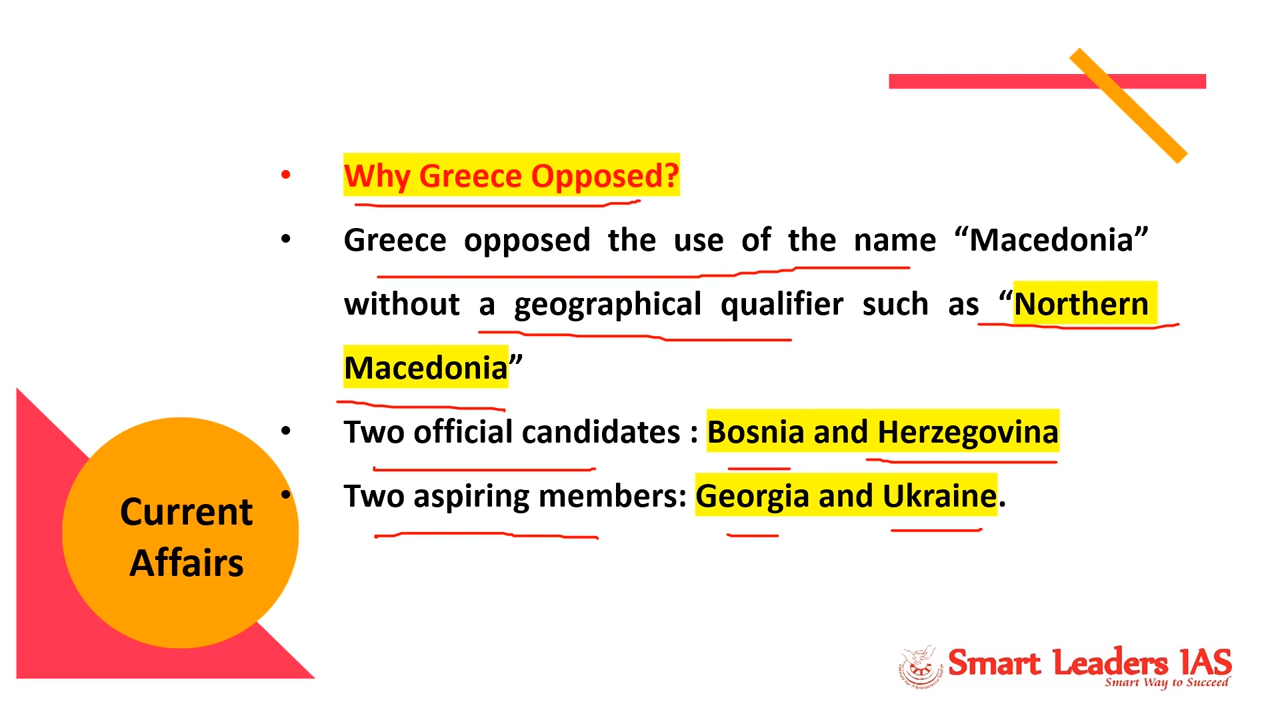 • Why Greece Opposed?
• Greece opposed the use of the name “Macedonia”
without a geographical qualifier such as “Northern
Macedonia”
• Two official candidates : Bosnia and Herzegovina
• Two aspiring members: Georgia and Ukraine.
Current
Affairs
Smart Leaders IAS
Smart Way to Succeed